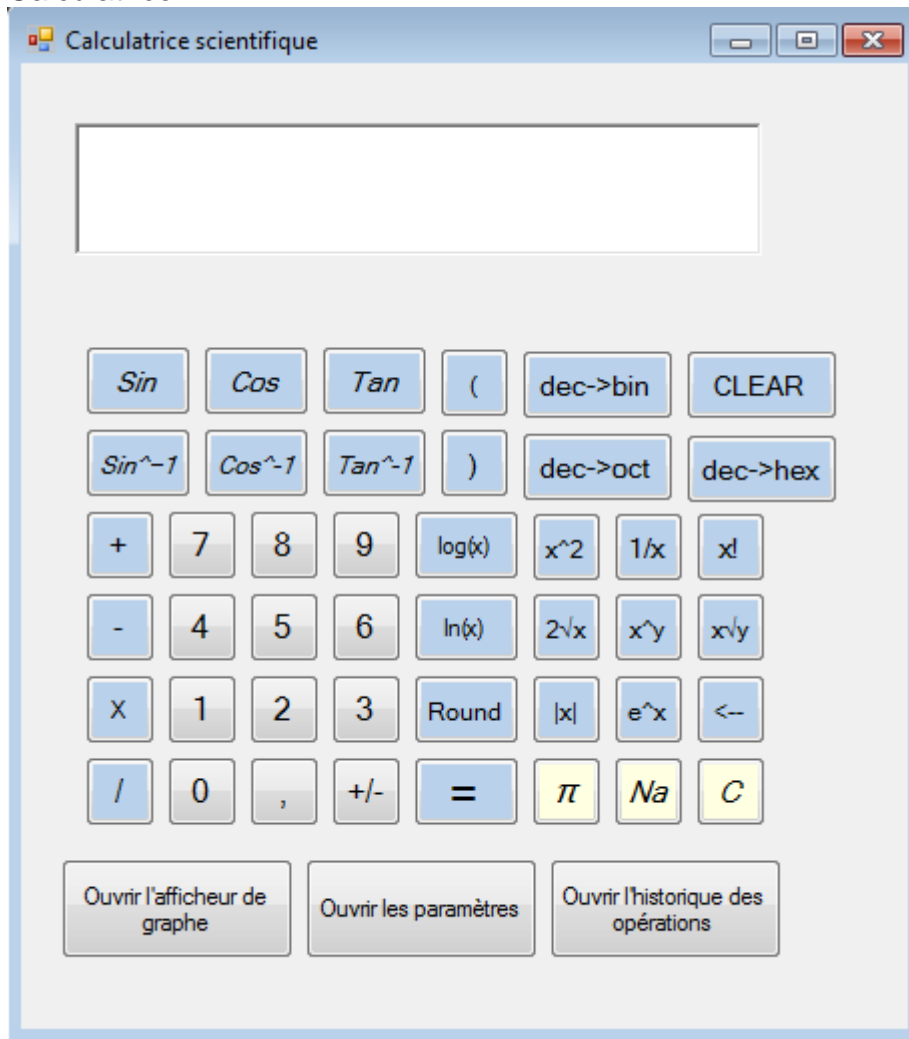 Calculatrice scientifique
Sin Cos Tan ( dec->bin CLEAR
Sin^-1 Cos^-1 Tan^-1 ) dec->oct dec->hex
+ 7 8 9 log(x) x^2 1/x x!
- 4 5 6 ln(x) 2√x x^y x√y
X 1 2 3 Round |x| e^x <--
/ 0 , +/- = π Na C
Ouvrir l'afficheur de
graphe
Ouvrir les paramètres
Ouvrir l'historique des
opérations